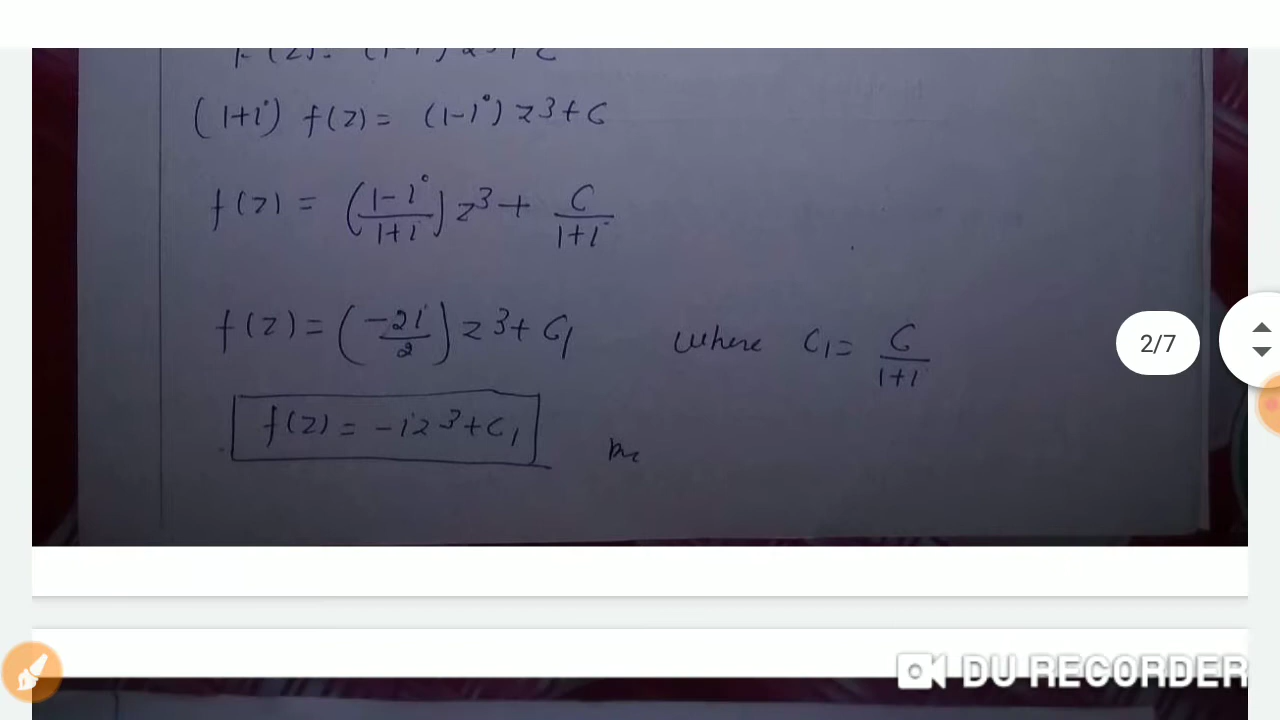 (1+i) f(z) = (1-i) z³ + C
f(z) = (1-i/1+i) z³ + C/1+i
f(z) = (-2i/2) z³ + C₁ where C₁ = C/1+i
2/7
f(z) = -iz³ + C₁
DU RECORDER